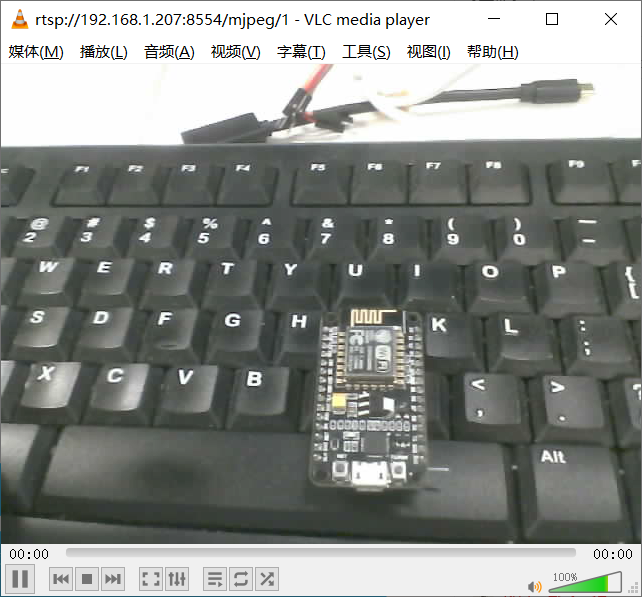 rtsp://192.168.1.207:8554/mjpeg/1 - VLC media player
媒体(M) 播放(L) 音频(A) 视频(V) 字幕(T) 工具(S) 视图(I) 帮助(H)
F1 F2 F3 F4 F5 F6 F7 F8 F9
@ # $ % ^ & * ( ) —
2 3 4 5 6 7 8 9 0 –
W E R T Y U I O P { [
S D F G H K L : ;
X C V B < , > .
WiFi
Alt
00:00 00:00
100%